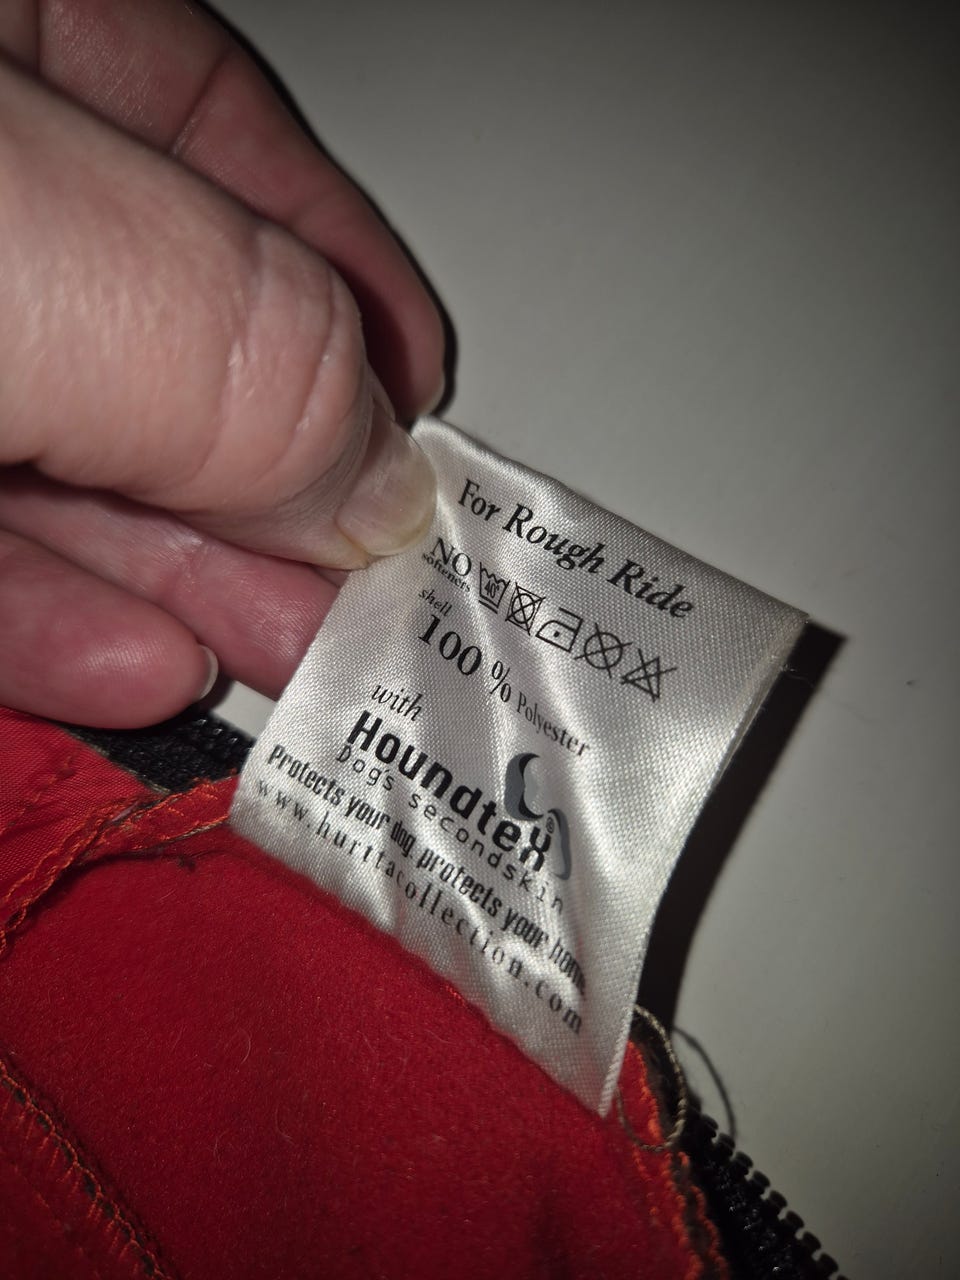 For Rough Ride
NO
softeners
40°
shell
100 % Polyester
with
Houndtex®
Dogs secondskin
Protects your dog protects your home
www.hurttacollection.com